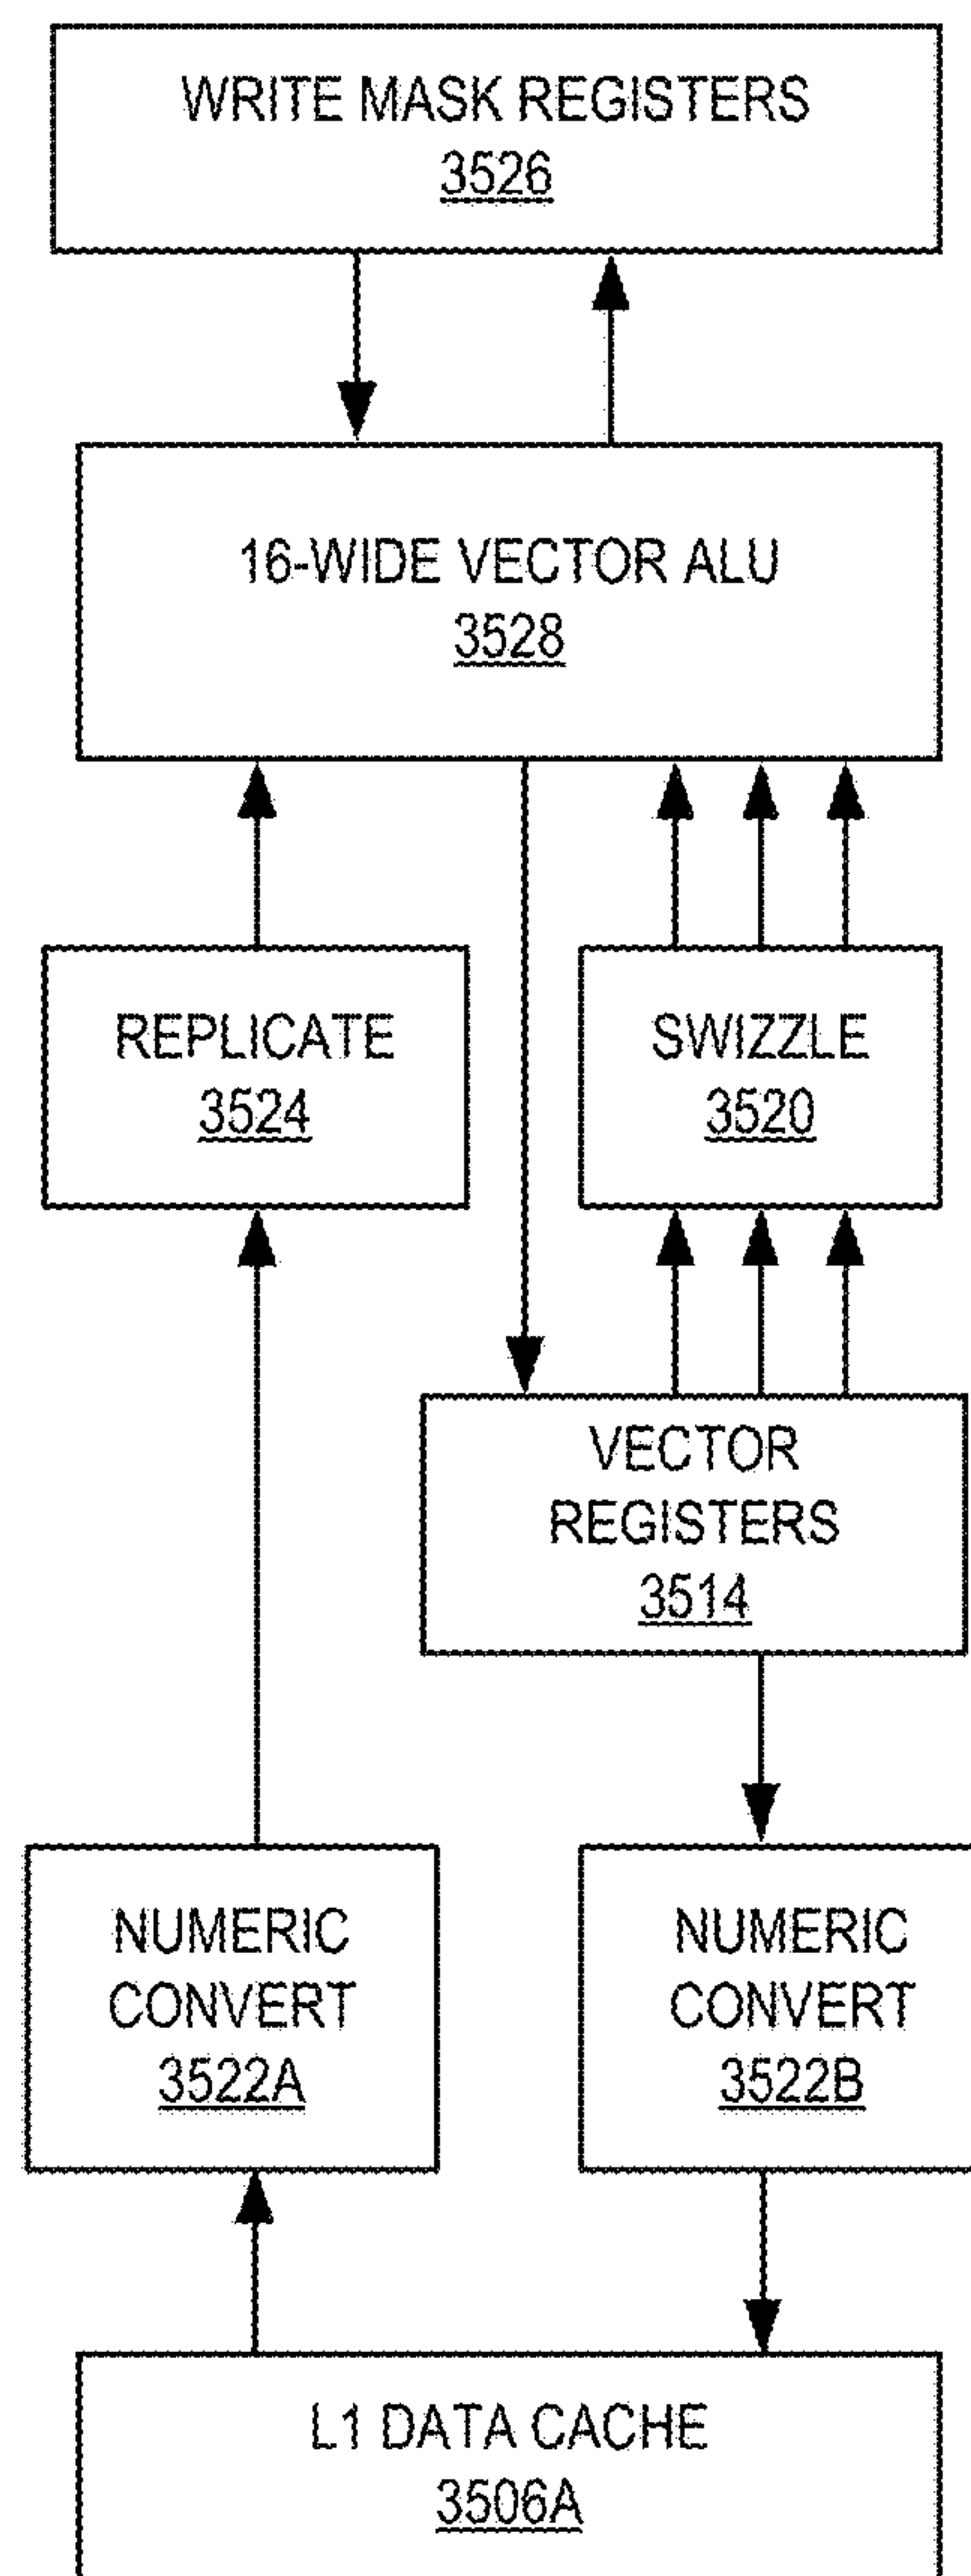 WRITE MASK REGISTERS
3526
16-WIDE VECTOR ALU
3528
REPLICATE
3524
SWIZZLE
3520
VECTOR
REGISTERS
3514
NUMERIC
CONVERT
3522A
NUMERIC
CONVERT
3522B
L1 DATA CACHE
3506A